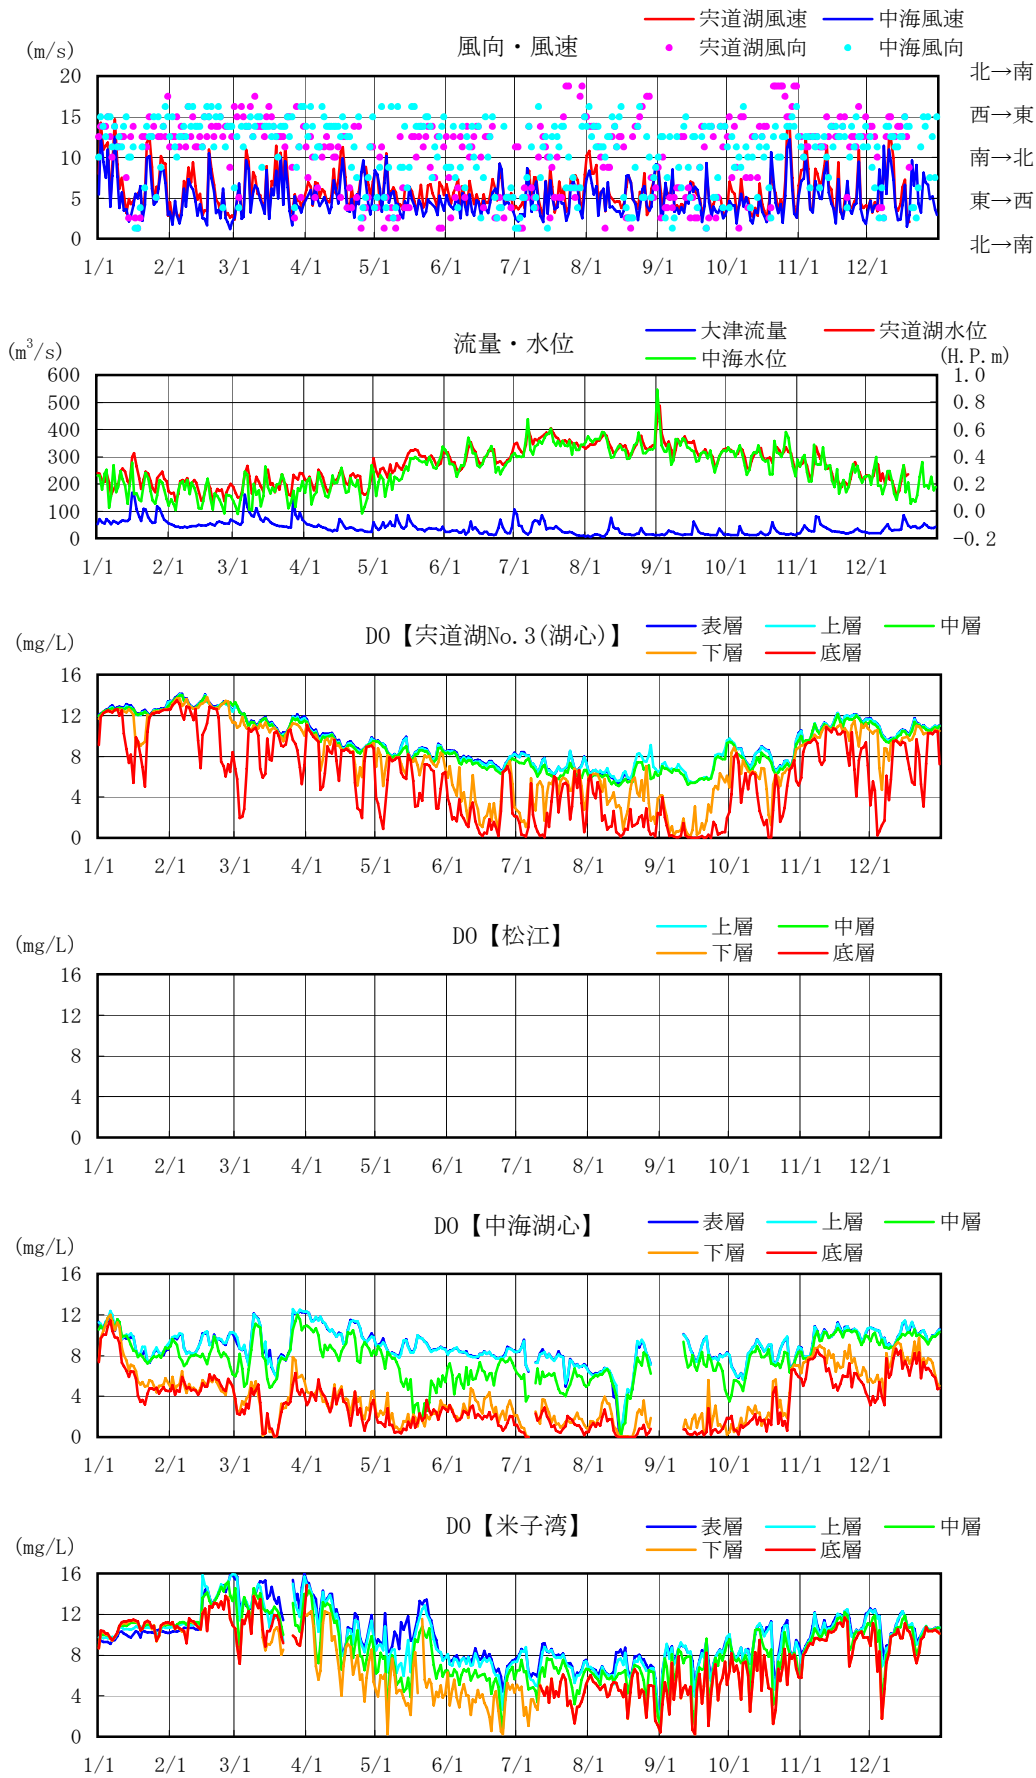 宍道湖風速 中海風速
(m/s) 風向・風速 宍道湖風向 中海風向
20 北→南
15 西→東
10 南→北
5 東→西
0 北→南
1/1 2/1 3/1 4/1 5/1 6/1 7/1 8/1 9/1 10/1 11/1 12/1
大津流量 宍道湖水位
(m3/s) 流量・水位 中海水位 (H.P.m)
600 1.0
500 0.8
400 0.6
300 0.4
200 0.2
100 0.0
0 -0.2
1/1 2/1 3/1 4/1 5/1 6/1 7/1 8/1 9/1 10/1 11/1 12/1
(mg/L) DO【宍道湖No.3(湖心)】 表層 上層 中層
下層 底層
16
12
8
4
0
1/1 2/1 3/1 4/1 5/1 6/1 7/1 8/1 9/1 10/1 11/1 12/1
(mg/L) DO【松江】 上層 中層
下層 底層
16
12
8
4
0
1/1 2/1 3/1 4/1 5/1 6/1 7/1 8/1 9/1 10/1 11/1 12/1
(mg/L) DO【中海湖心】 表層 上層 中層
下層 底層
16
12
8
4
0
1/1 2/1 3/1 4/1 5/1 6/1 7/1 8/1 9/1 10/1 11/1 12/1
(mg/L) DO【米子湾】 表層 上層 中層
下層 底層
16
12
8
4
0
1/1 2/1 3/1 4/1 5/1 6/1 7/1 8/1 9/1 10/1 11/1 12/1